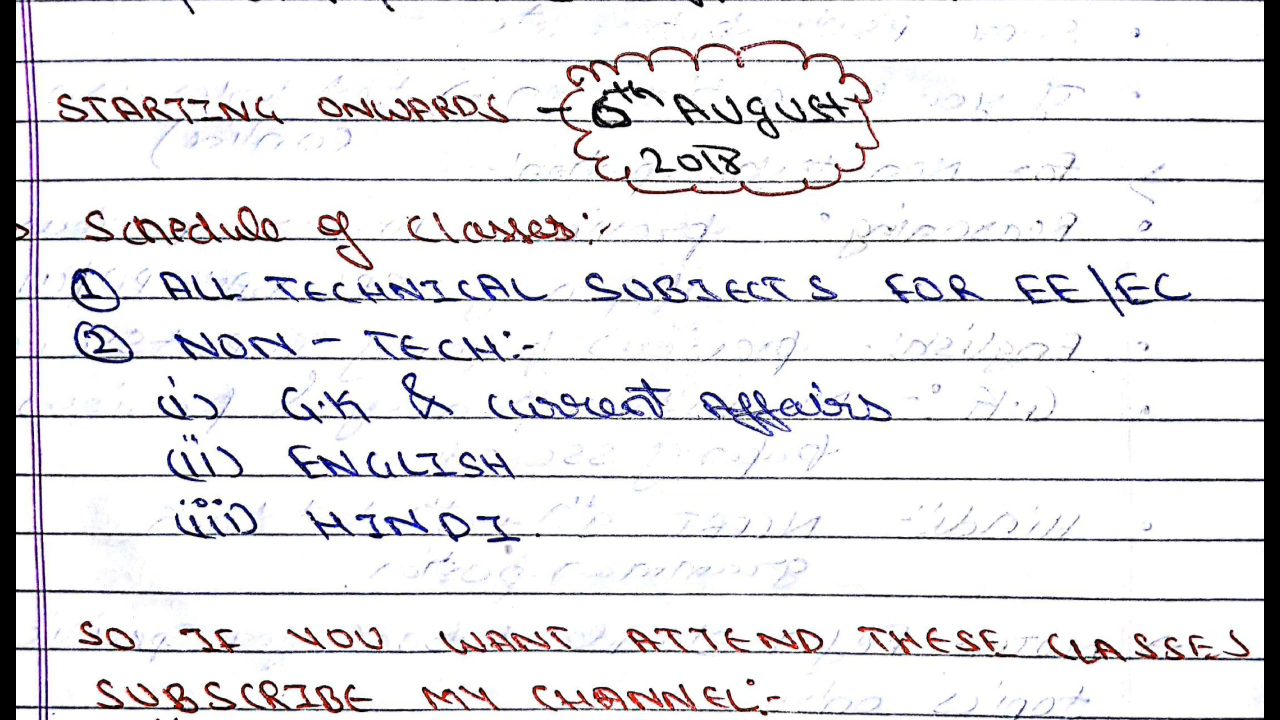 STARTING ONWARDS - 6th AUgUSt
2018
Schedule of Classes:-
① ALL TECHNICAL SUBJECTS FOR EE/EC
② NON-TECH:-
(i) G.K & Current Affairs
(ii) ENGLISH
(iii) HINDI.
SO IF YOU WANT ATTEND THESE CLASSES
SUBSCRIBE MY CHANNEL:-